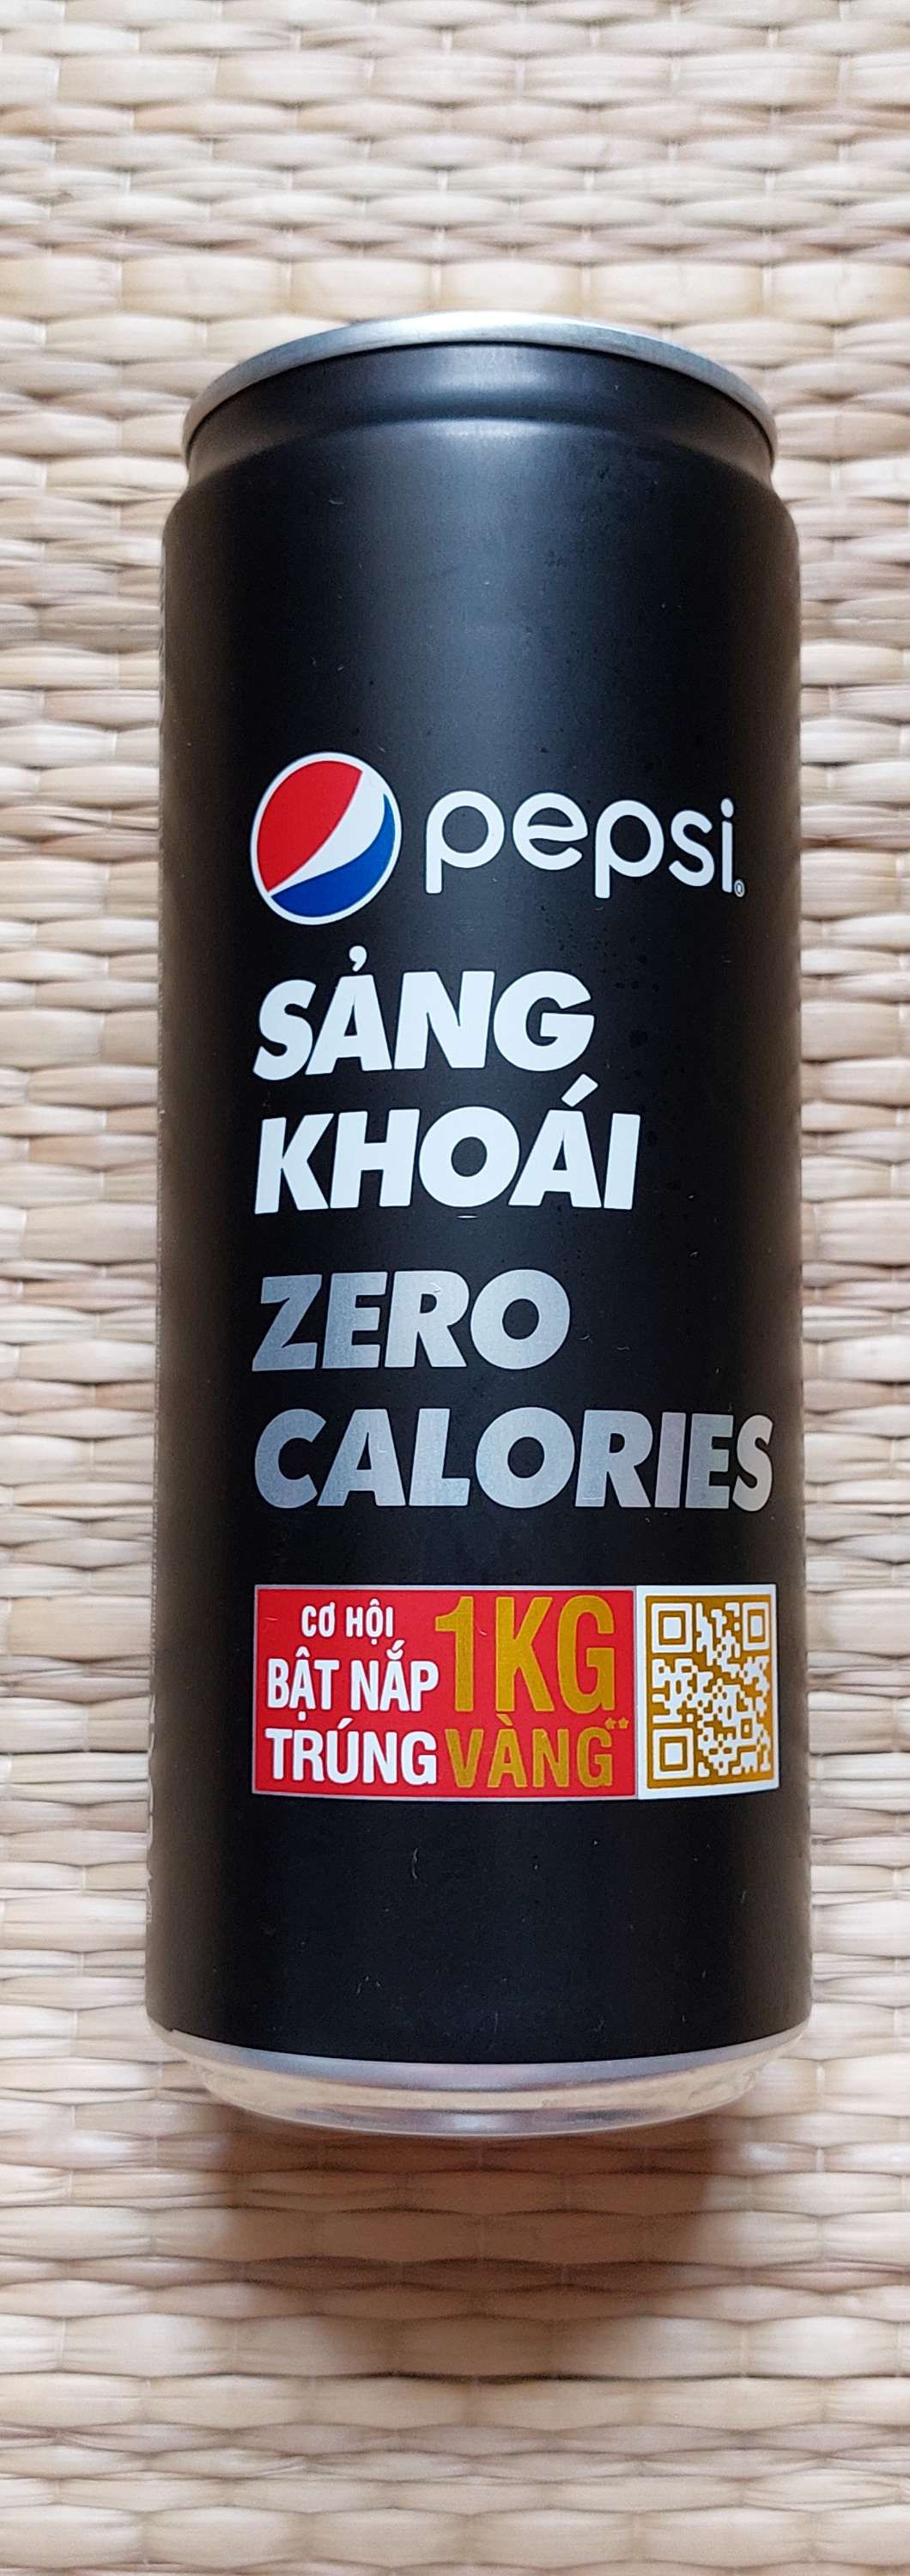 pepsi®
SẢNG
KHOÁI
ZERO
CALORIES
CƠ HỘI
BẬT NẮP
TRÚNG
1KG
VÀNG**